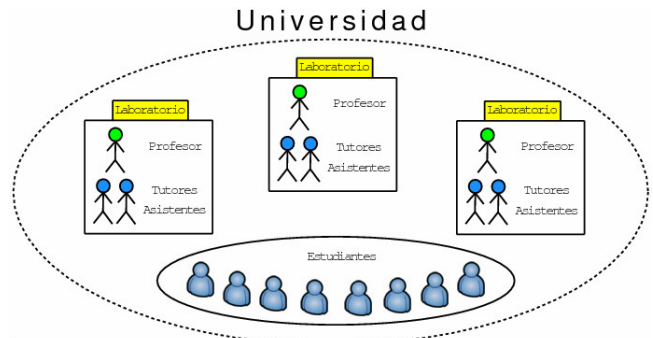 Universidad
Laboratorio
Profesor
Tutores
Asistentes
Laboratorio
Profesor
Tutores
Asistentes
Laboratorio
Profesor
Tutores
Asistentes
Estudiantes